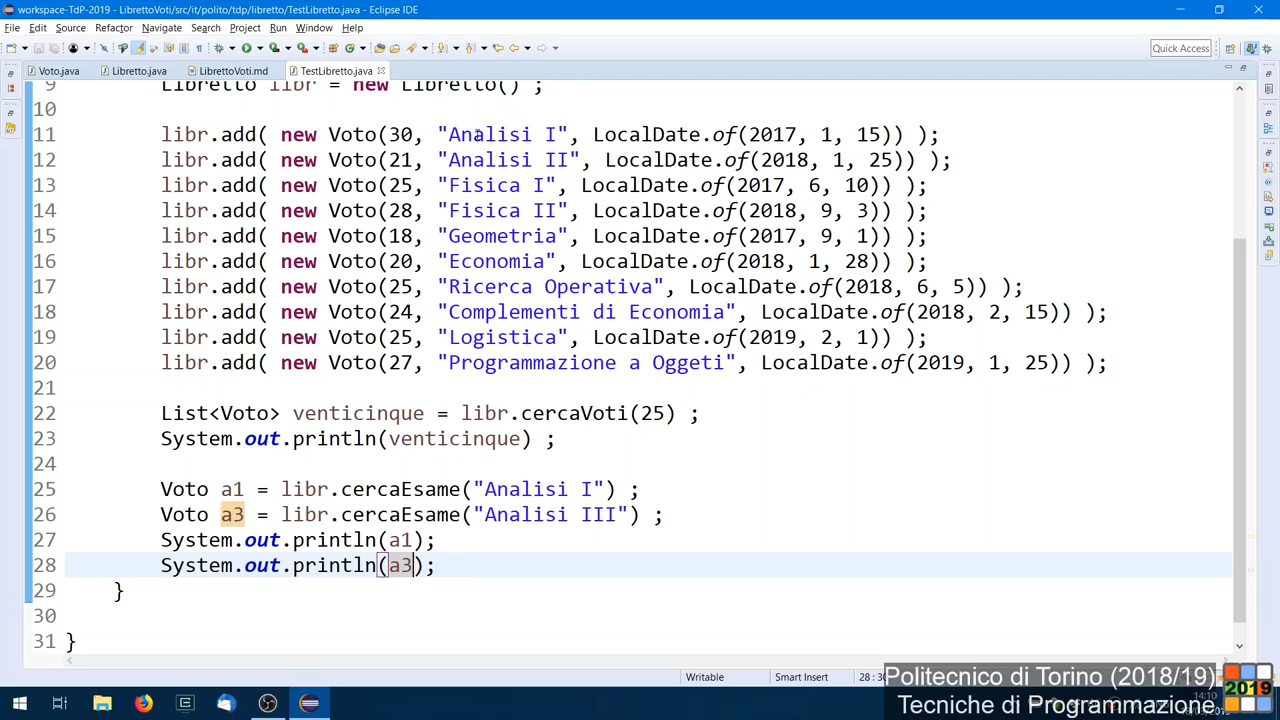 workspace-TdP-2019 - LibrettoVoti/src/it/polito/tdp/libretto/TestLibretto.java - Eclipse IDE
File Edit Source Refactor Navigate Search Project Run Window Help
Quick Access
Voto.java Libretto.java LibrettoVoti.md TestLibretto.java
9 Libretto libr = new Libretto() ;
10
11 libr.add( new Voto(30, "Analisi I", LocalDate.of(2017, 1, 15)) );
12 libr.add( new Voto(21, "Analisi II", LocalDate.of(2018, 1, 25)) );
13 libr.add( new Voto(25, "Fisica I", LocalDate.of(2017, 6, 10)) );
14 libr.add( new Voto(28, "Fisica II", LocalDate.of(2018, 9, 3)) );
15 libr.add( new Voto(18, "Geometria", LocalDate.of(2017, 9, 1)) );
16 libr.add( new Voto(20, "Economia", LocalDate.of(2018, 1, 28)) );
17 libr.add( new Voto(25, "Ricerca Operativa", LocalDate.of(2018, 6, 5)) );
18 libr.add( new Voto(24, "Complementi di Economia", LocalDate.of(2018, 2, 15)) );
19 libr.add( new Voto(25, "Logistica", LocalDate.of(2019, 2, 1)) );
20 libr.add( new Voto(27, "Programmazione a Oggeti", LocalDate.of(2019, 1, 25)) );
21
22 List<Voto> venticinque = libr.cercaVoti(25) ;
23 System.out.println(venticinque) ;
24
25 Voto a1 = libr.cercaEsame("Analisi I") ;
26 Voto a3 = libr.cercaEsame("Analisi III") ;
27 System.out.println(a1);
28 System.out.println(a3);
29 }
30
31 }
Writable Smart Insert
Politecnico di Torino (2018/19)
Tecniche di Programmazione
2019
14:10